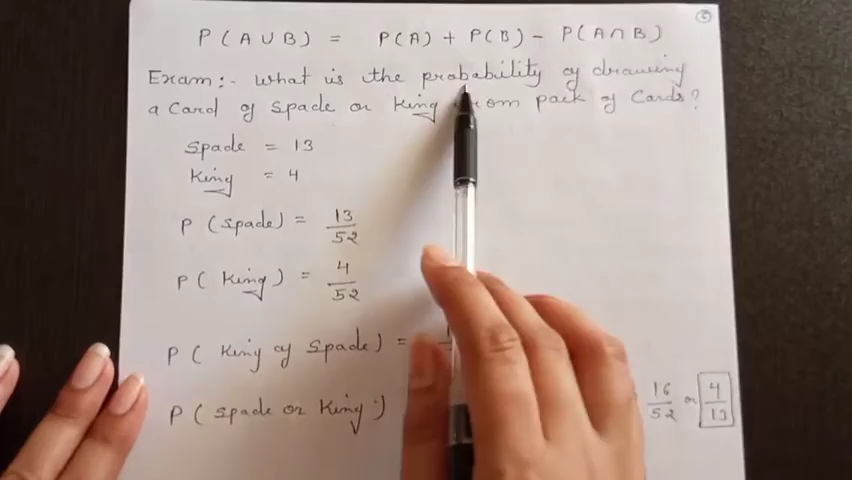 P(A∪B) = P(A) + P(B) - P(A∩B)
Exam:- What is the probability of drawing
a Card of Spade or King from pack of Cards?
Spade = 13
King = 4
P (Spade) = 13/52
P (King) = 4/52
P (King of Spade) = 1
P (Spade or King) 16/52 or 4/13